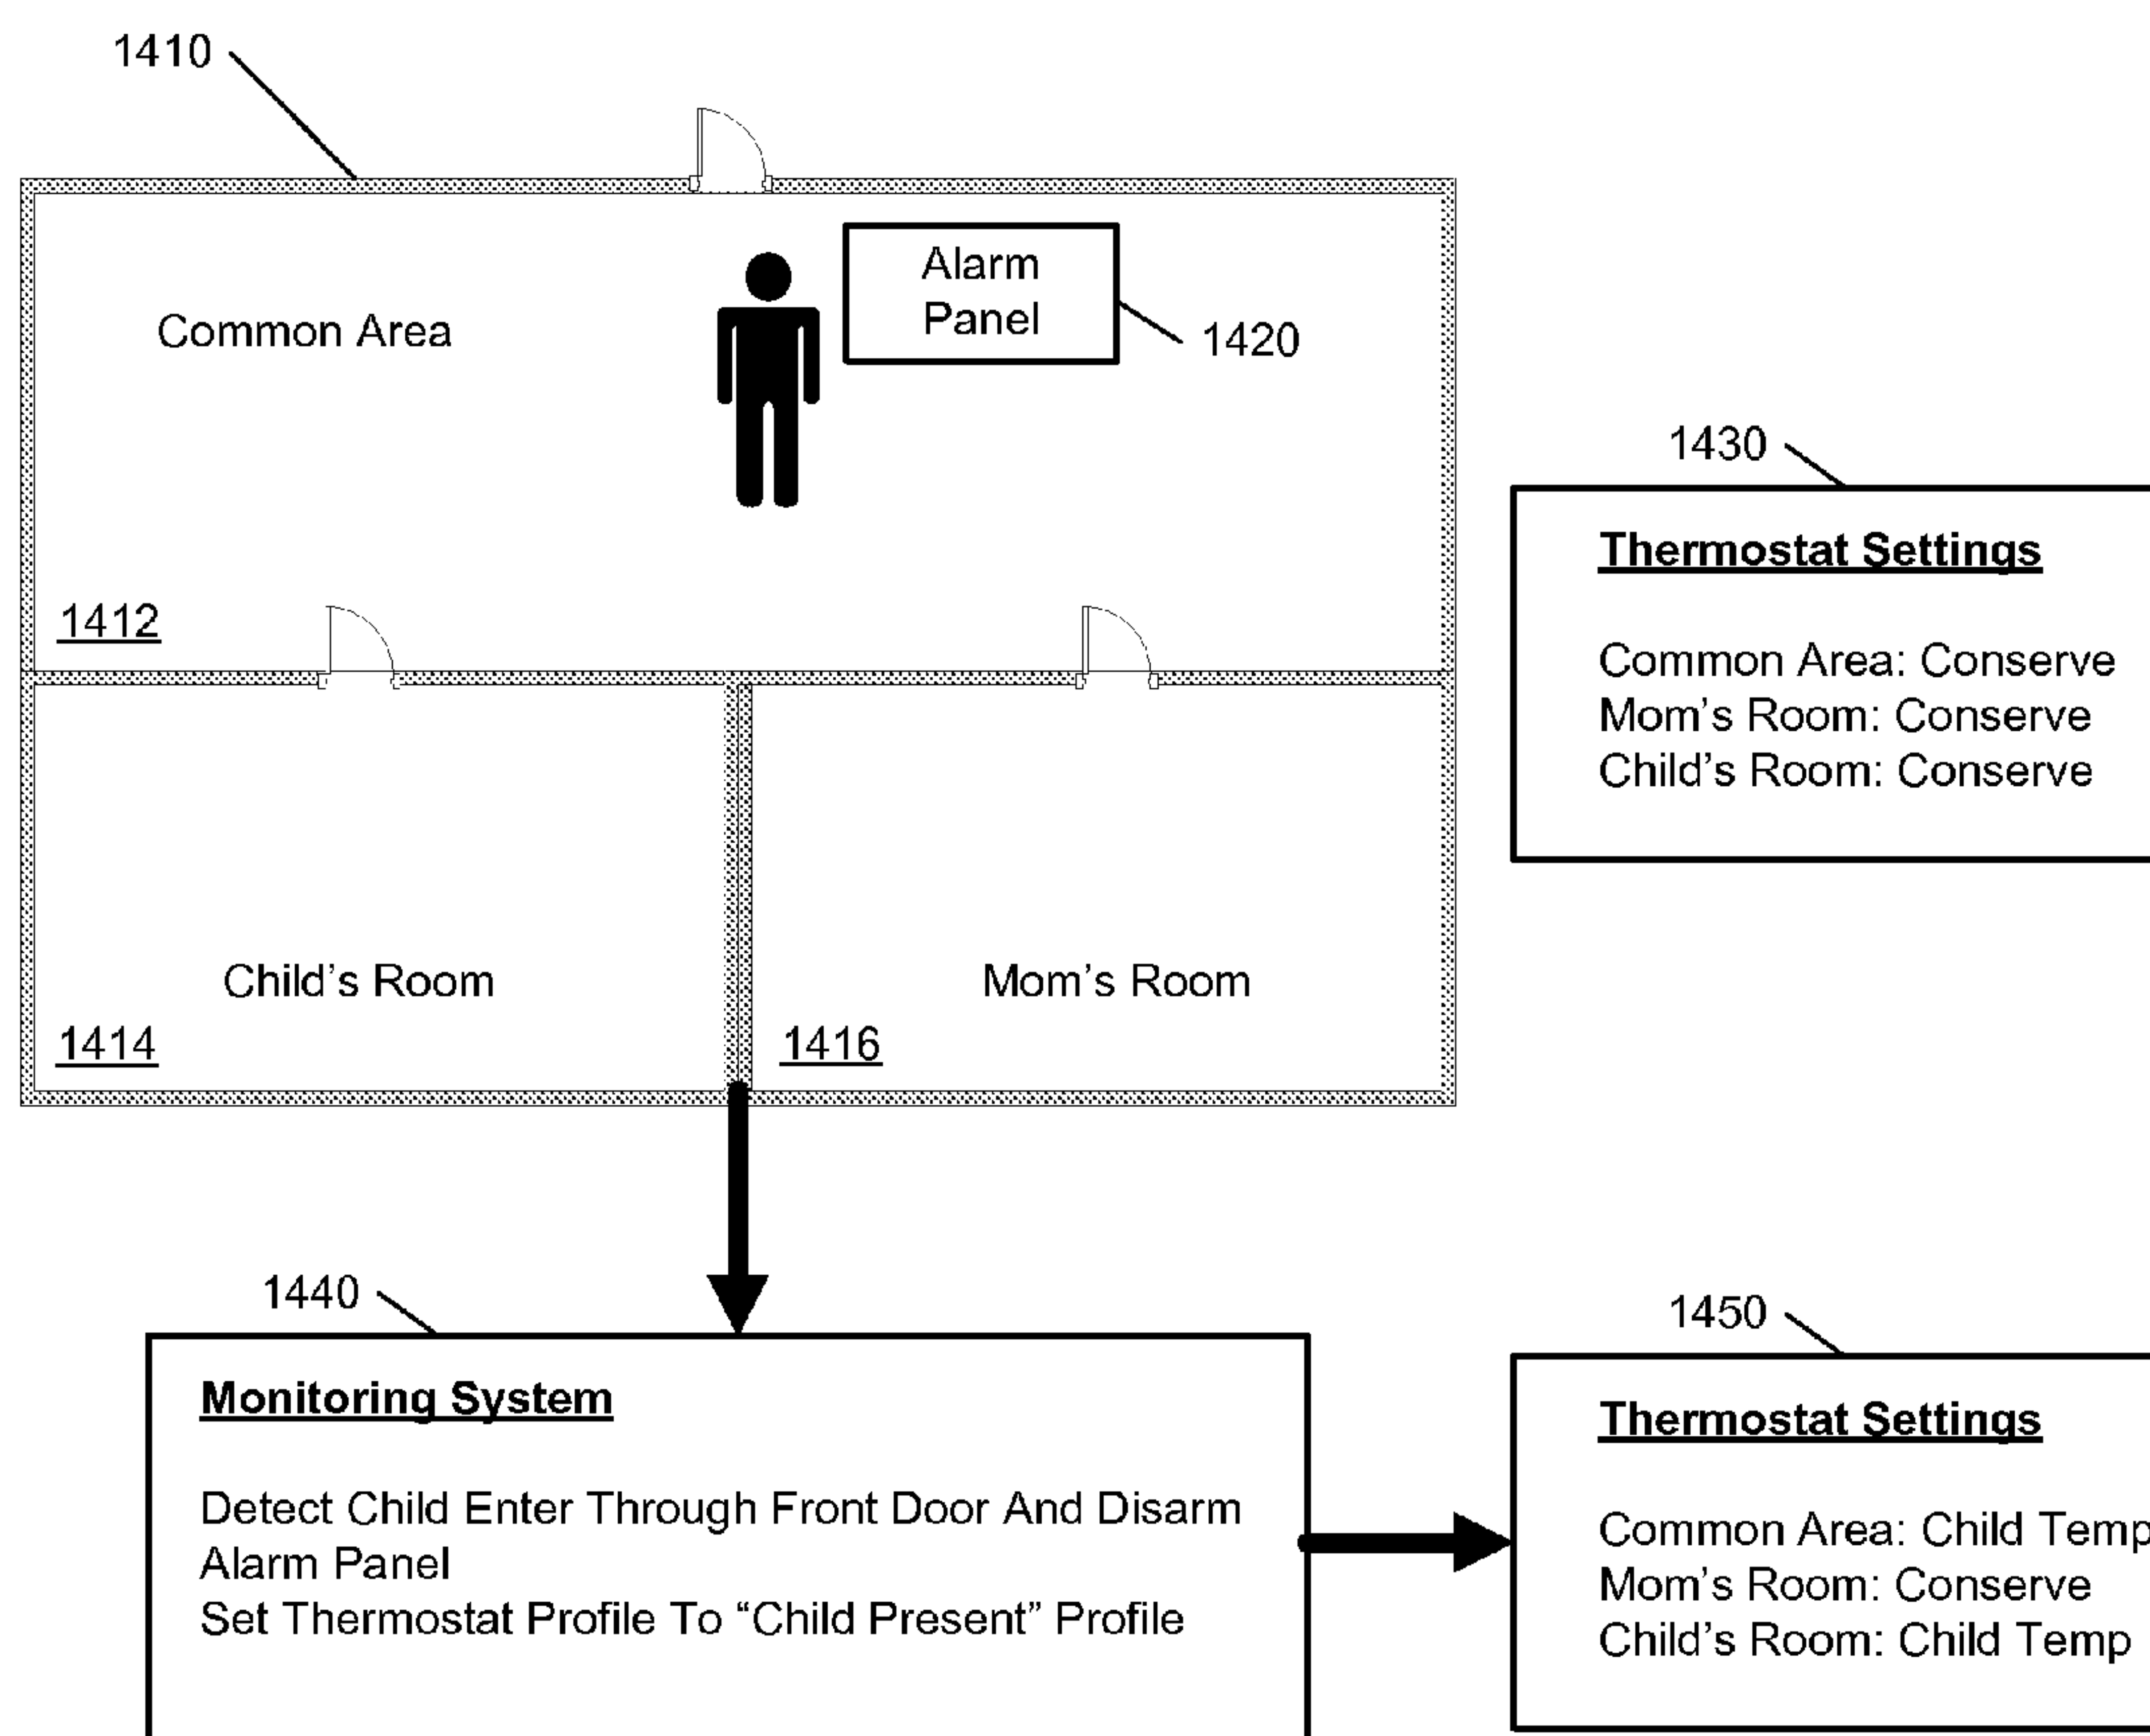 1410
Alarm
Panel
Common Area
1420
1412
1430
Thermostat Settings
Common Area: Conserve
Mom's Room: Conserve
Child's Room: Conserve
Child's Room
Mom's Room
1414
1416
1440
Monitoring System
Detect Child Enter Through Front Door And Disarm
Alarm Panel
Set Thermostat Profile To “Child Present” Profile
1450
Thermostat Settings
Common Area: Child Temp
Mom's Room: Conserve
Child's Room: Child Temp